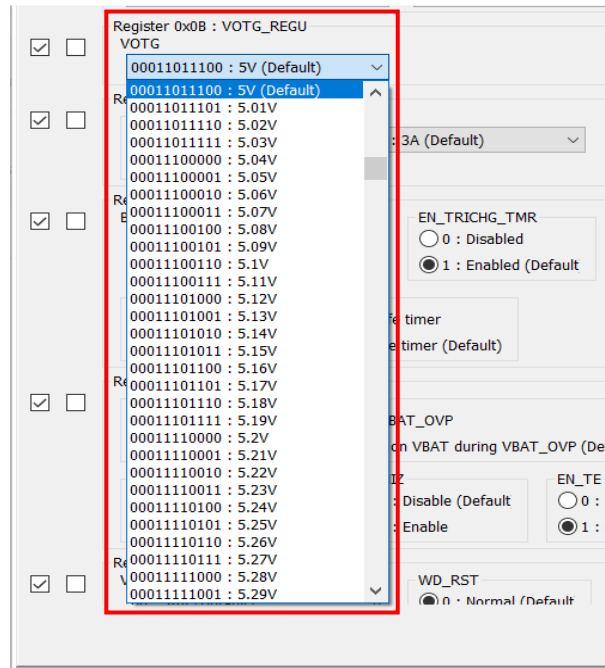 Register 0x0B : VOTG_REGU
VOTG
00011011100 : 5V (Default)
00011011100 : 5V (Default)
00011011101 : 5.01V
00011011110 : 5.02V
00011011111 : 5.03V
00011100000 : 5.04V
00011100001 : 5.05V
00011100010 : 5.06V
00011100011 : 5.07V
00011100100 : 5.08V
00011100101 : 5.09V
00011100110 : 5.1V
00011100111 : 5.11V
00011101000 : 5.12V
00011101001 : 5.13V
00011101010 : 5.14V
00011101011 : 5.15V
00011101100 : 5.16V
00011101101 : 5.17V
00011101110 : 5.18V
00011101111 : 5.19V
00011110000 : 5.2V
00011110001 : 5.21V
00011110010 : 5.22V
00011110011 : 5.23V
00011110100 : 5.24V
00011110101 : 5.25V
00011110110 : 5.26V
00011110111 : 5.27V
00011111000 : 5.28V
00011111001 : 5.29V
: 3A (Default)
EN_TRICHG_TMR
0 : Disabled
1 : Enabled (Default
timer
timer (Default)
BAT_OVP
on VBAT during VBAT_OVP (De
IZ
: Disable (Default
: Enable
EN_TE
0 :
1 :
WD_RST
0 : Normal (Default